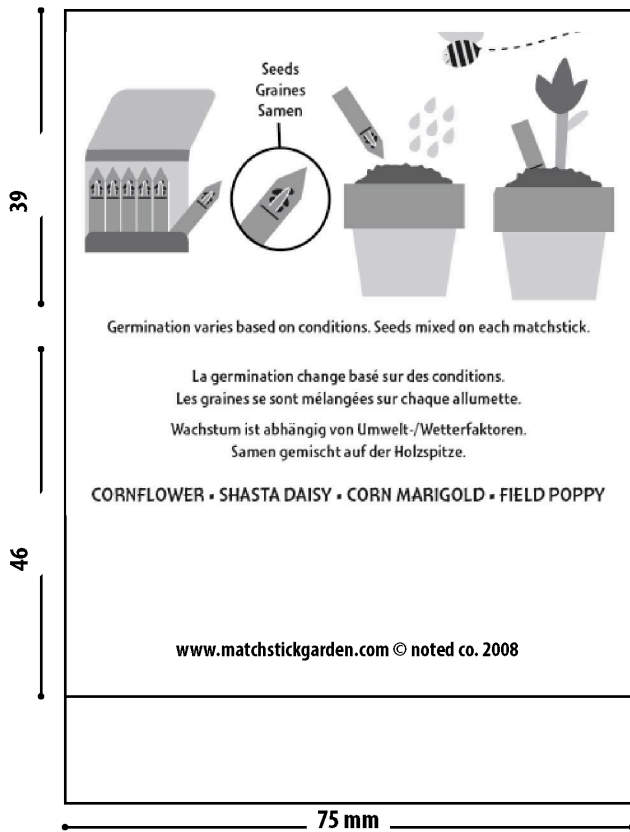 Seeds
Graines
Samen
39
Germination varies based on conditions. Seeds mixed on each matchstick.
La germination change basé sur des conditions.
Les graines se sont mélangées sur chaque allumette.
Wachstum ist abhängig von Umwelt-/Wetterfaktoren.
Samen gemischt auf der Holzspitze.
CORNFLOWER • SHASTA DAISY • CORN MARIGOLD • FIELD POPPY
46
www.matchstickgarden.com © noted co. 2008
75 mm